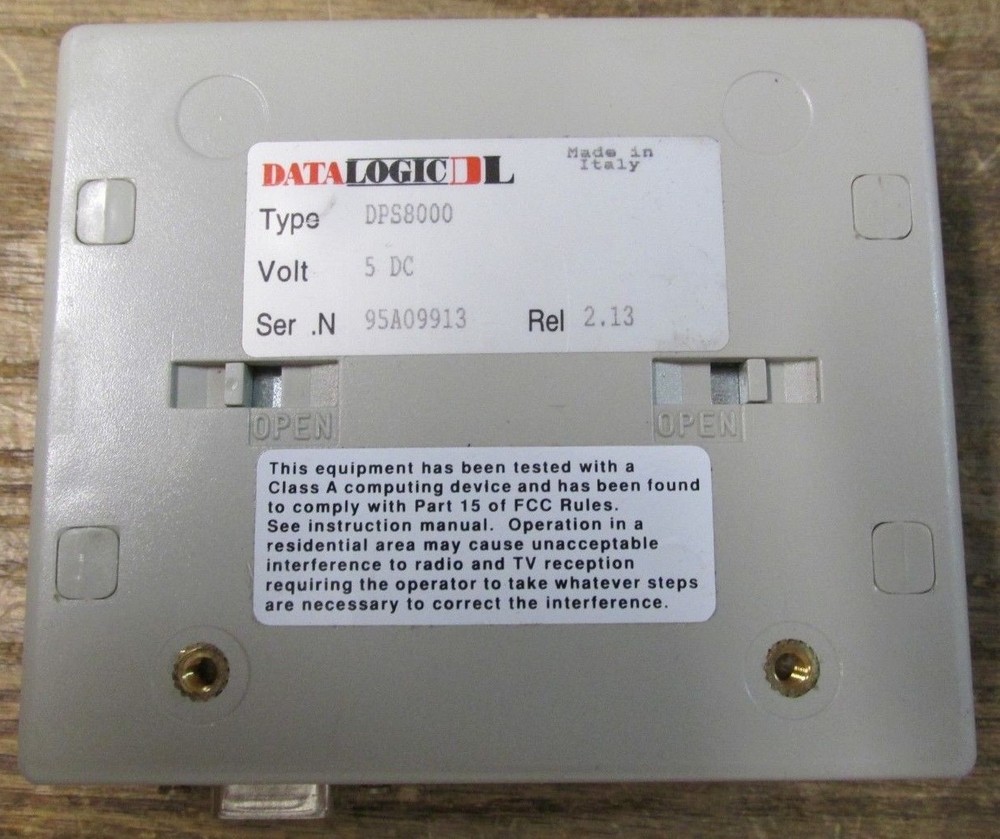 DATALOGIC DL
Made in
Italy
Type DPS8000
Volt 5 DC
Ser .N 95A09913 Rel 2.13
OPEN OPEN
This equipment has been tested with a
Class A computing device and has been found
to comply with Part 15 of FCC Rules.
See instruction manual. Operation in a
residential area may cause unacceptable
interference to radio and TV reception
requiring the operator to take whatever steps
are necessary to correct the interference.